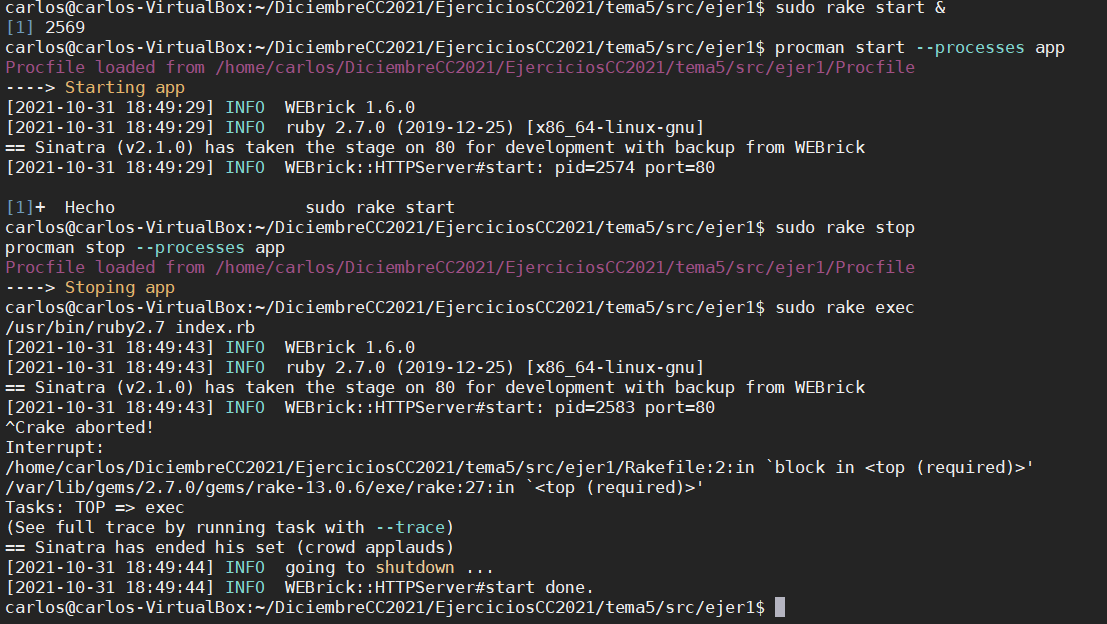 carlos@carlos-VirtualBox:~/DiciembreCC2021/EjerciciosCC2021/tema5/src/ejer1$ sudo rake start &
[1] 2569
carlos@carlos-VirtualBox:~/DiciembreCC2021/EjerciciosCC2021/tema5/src/ejer1$ procman start --processes app
Procfile loaded from /home/carlos/DiciembreCC2021/EjerciciosCC2021/tema5/src/ejer1/Procfile
----> Starting app
[2021-10-31 18:49:29] INFO  WEBrick 1.6.0
[2021-10-31 18:49:29] INFO  ruby 2.7.0 (2019-12-25) [x86_64-linux-gnu]
== Sinatra (v2.1.0) has taken the stage on 80 for development with backup from WEBrick
[2021-10-31 18:49:29] INFO  WEBrick::HTTPServer#start: pid=2574 port=80
[1]+  Hecho                   sudo rake start
carlos@carlos-VirtualBox:~/DiciembreCC2021/EjerciciosCC2021/tema5/src/ejer1$ sudo rake stop
procman stop --processes app
Procfile loaded from /home/carlos/DiciembreCC2021/EjerciciosCC2021/tema5/src/ejer1/Procfile
----> Stoping app
carlos@carlos-VirtualBox:~/DiciembreCC2021/EjerciciosCC2021/tema5/src/ejer1$ sudo rake exec
/usr/bin/ruby2.7 index.rb
[2021-10-31 18:49:43] INFO  WEBrick 1.6.0
[2021-10-31 18:49:43] INFO  ruby 2.7.0 (2019-12-25) [x86_64-linux-gnu]
== Sinatra (v2.1.0) has taken the stage on 80 for development with backup from WEBrick
[2021-10-31 18:49:43] INFO  WEBrick::HTTPServer#start: pid=2583 port=80
^Crake aborted!
Interrupt:
/home/carlos/DiciembreCC2021/EjerciciosCC2021/tema5/src/ejer1/Rakefile:2:in `block in <top (required)>'
/var/lib/gems/2.7.0/gems/rake-13.0.6/exe/rake:27:in `<top (required)>'
Tasks: TOP => exec
(See full trace by running task with --trace)
== Sinatra has ended his set (crowd applauds)
[2021-10-31 18:49:44] INFO  going to shutdown ...
[2021-10-31 18:49:44] INFO  WEBrick::HTTPServer#start done.
carlos@carlos-VirtualBox:~/DiciembreCC2021/EjerciciosCC2021/tema5/src/ejer1$